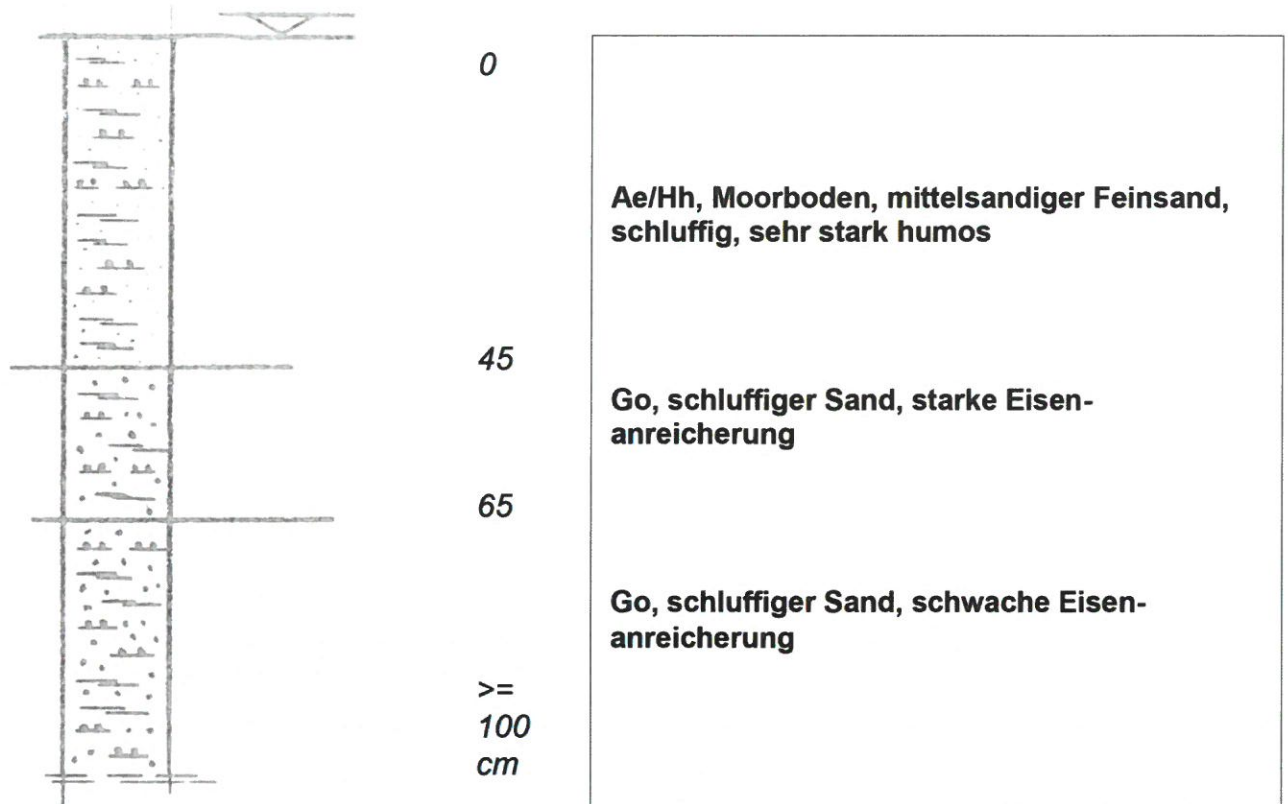 0
Ae/Hh, Moorboden, mittelsandiger Feinsand,
schluffig, sehr stark humos
45
Go, schluffiger Sand, starke Eisen-
anreicherung
65
Go, schluffiger Sand, schwache Eisen-
anreicherung
>=
100
cm